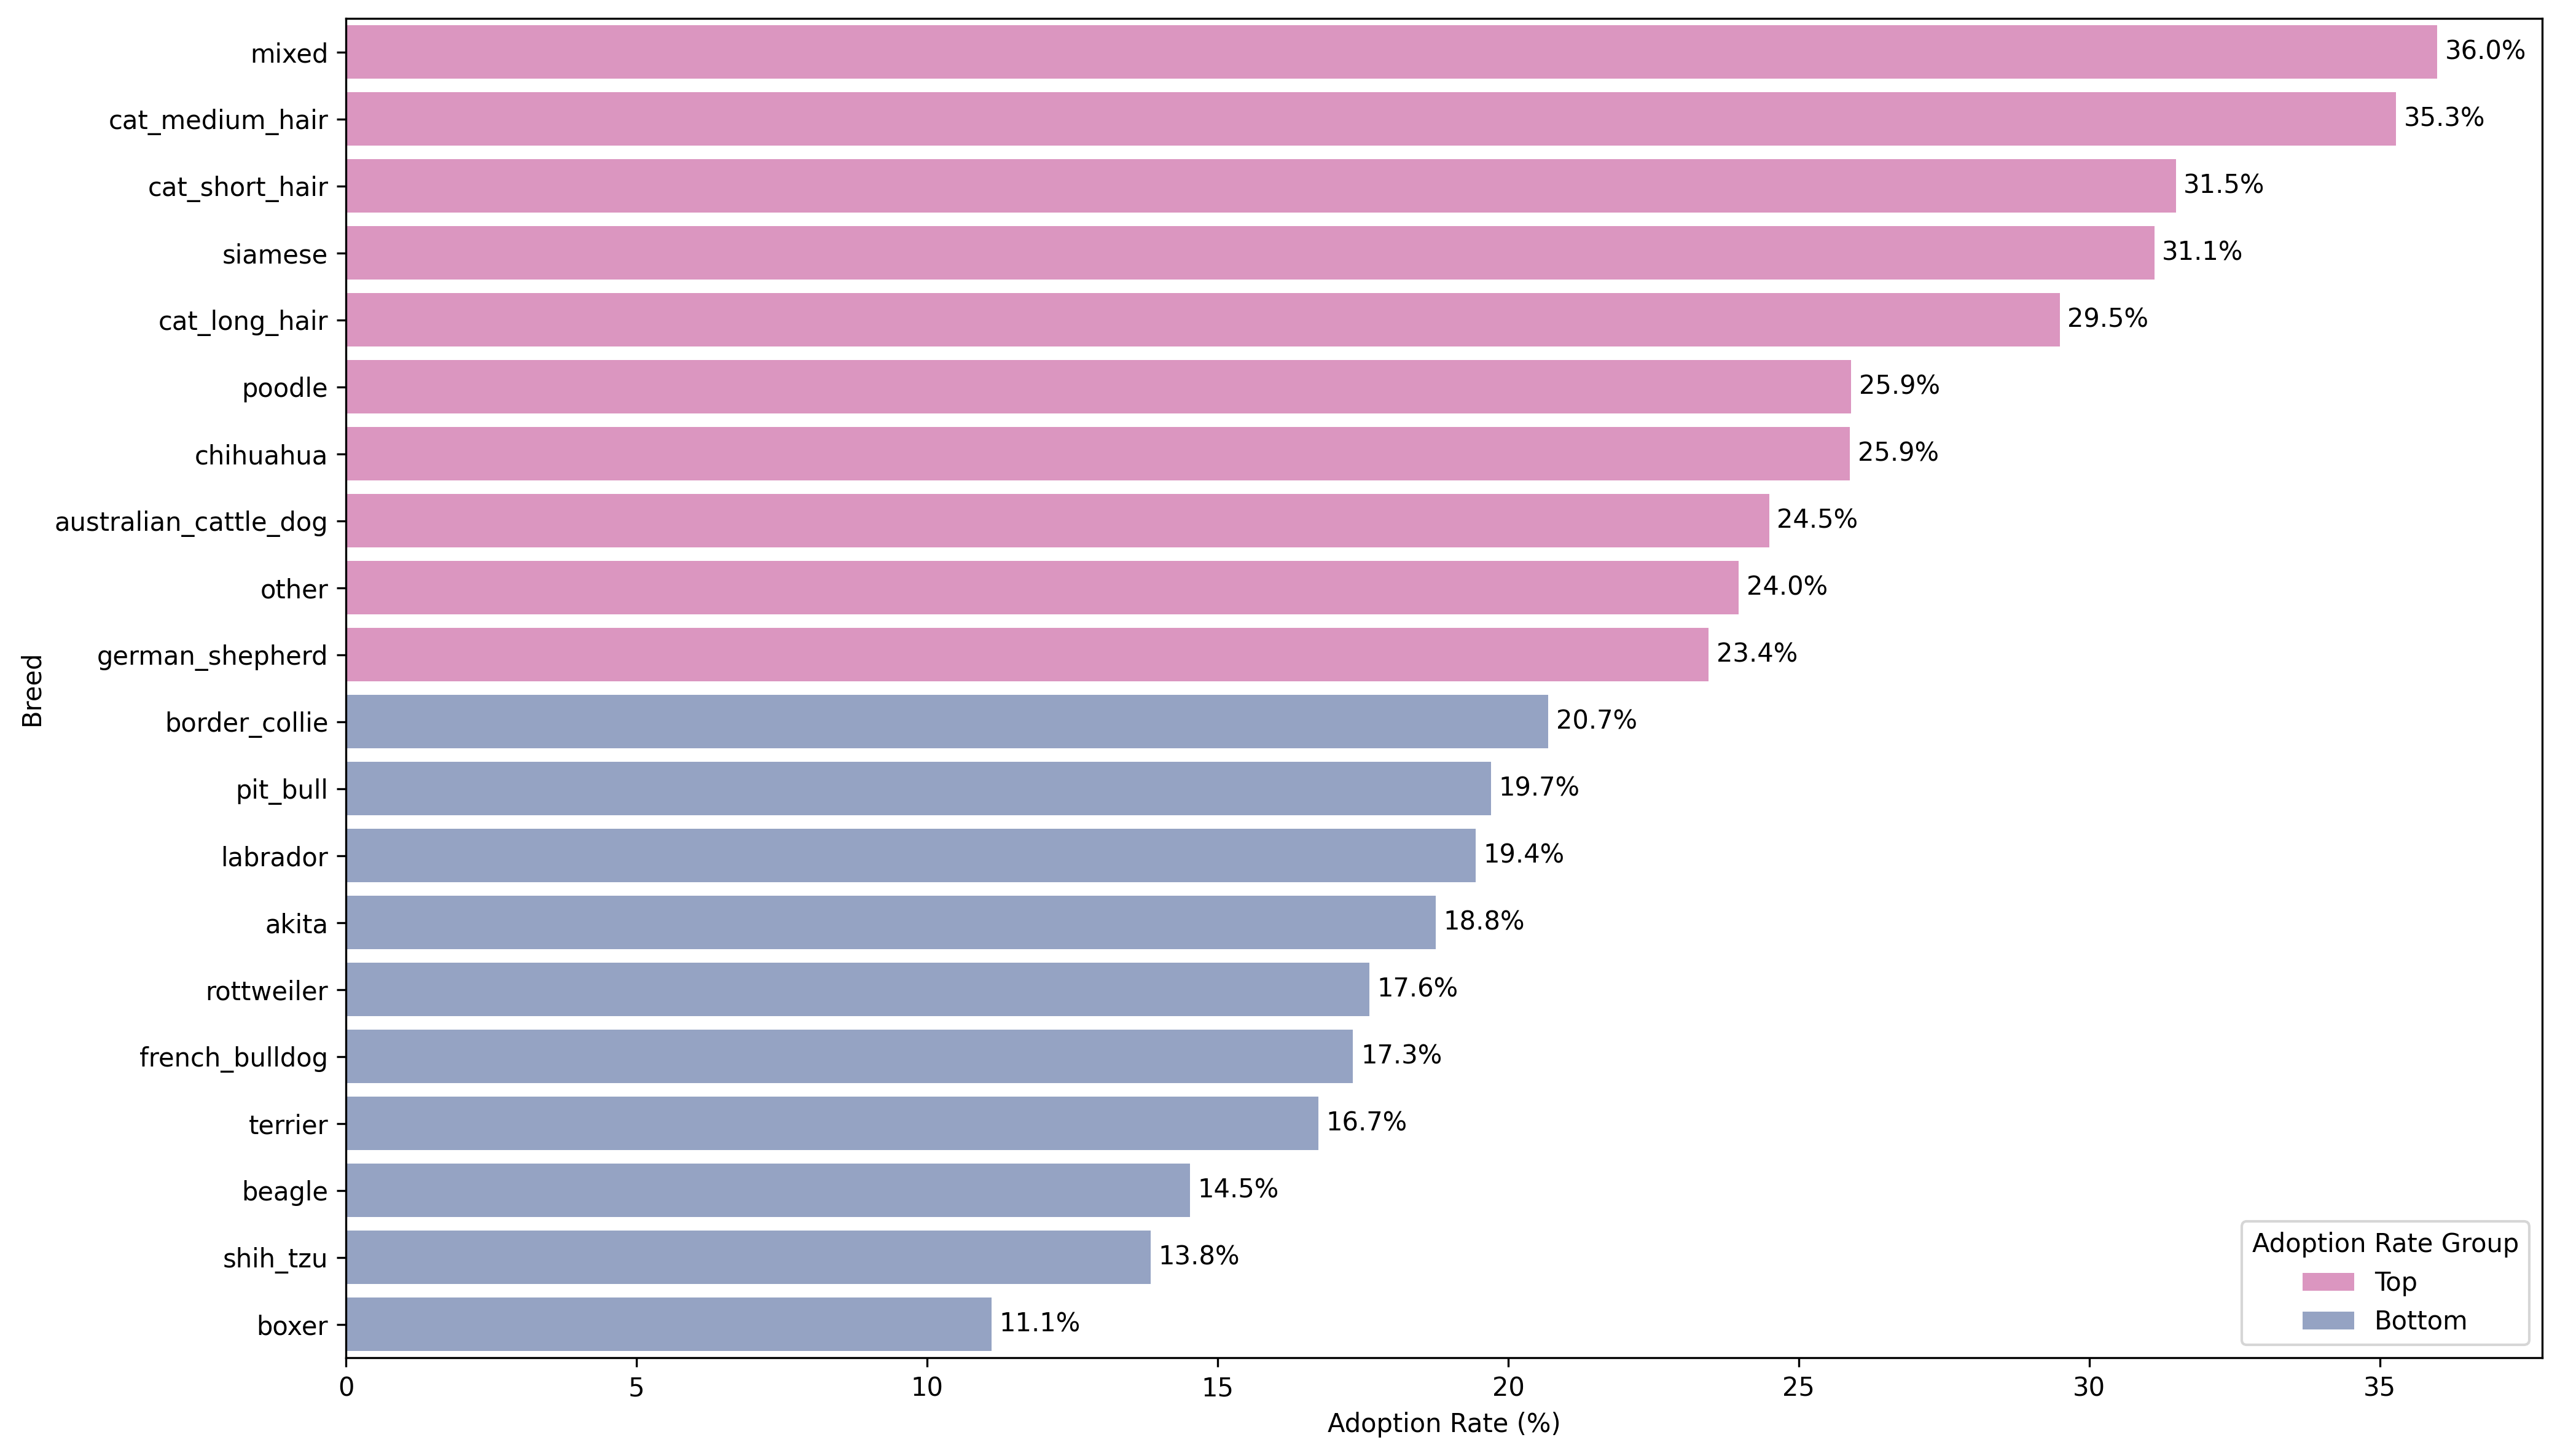 mixed 36.0%
cat_medium_hair 35.3%
cat_short_hair 31.5%
siamese 31.1%
cat_long_hair 29.5%
poodle 25.9%
chihuahua 25.9%
australian_cattle_dog 24.5%
other 24.0%
german_shepherd 23.4%
Breed
border_collie 20.7%
pit_bull 19.7%
labrador 19.4%
akita 18.8%
rottweiler 17.6%
french_bulldog 17.3%
terrier 16.7%
beagle 14.5%
shih_tzu 13.8%
boxer 11.1%
Adoption Rate Group
Top
Bottom
0 5 10 15 20 25 30 35
Adoption Rate (%)